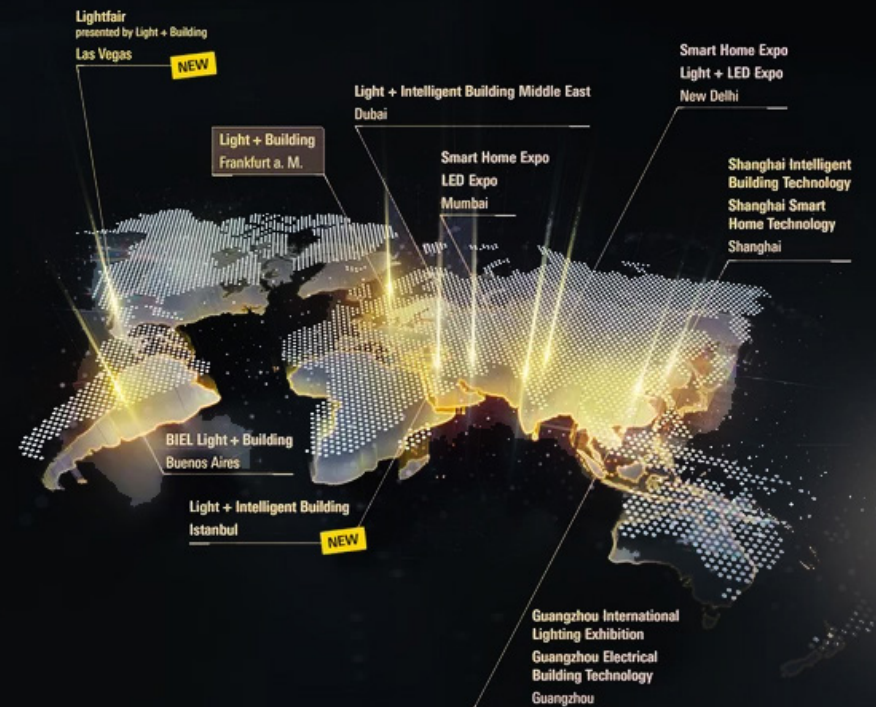 Lightfair
presented by Light + Building
Las Vegas
NEW
Light + Building
Frankfurt a. M.
Light + Intelligent Building Middle East
Dubai
Smart Home Expo
LED Expo
Mumbai
Smart Home Expo
Light + LED Expo
New Delhi
Shanghai Intelligent
Building Technology
Shanghai Smart
Home Technology
Shanghai
BIEL Light + Building
Buenos Aires
Light + Intelligent Building
Istanbul
NEW
Guangzhou International
Lighting Exhibition
Guangzhou Electrical
Building Technology
Guangzhou